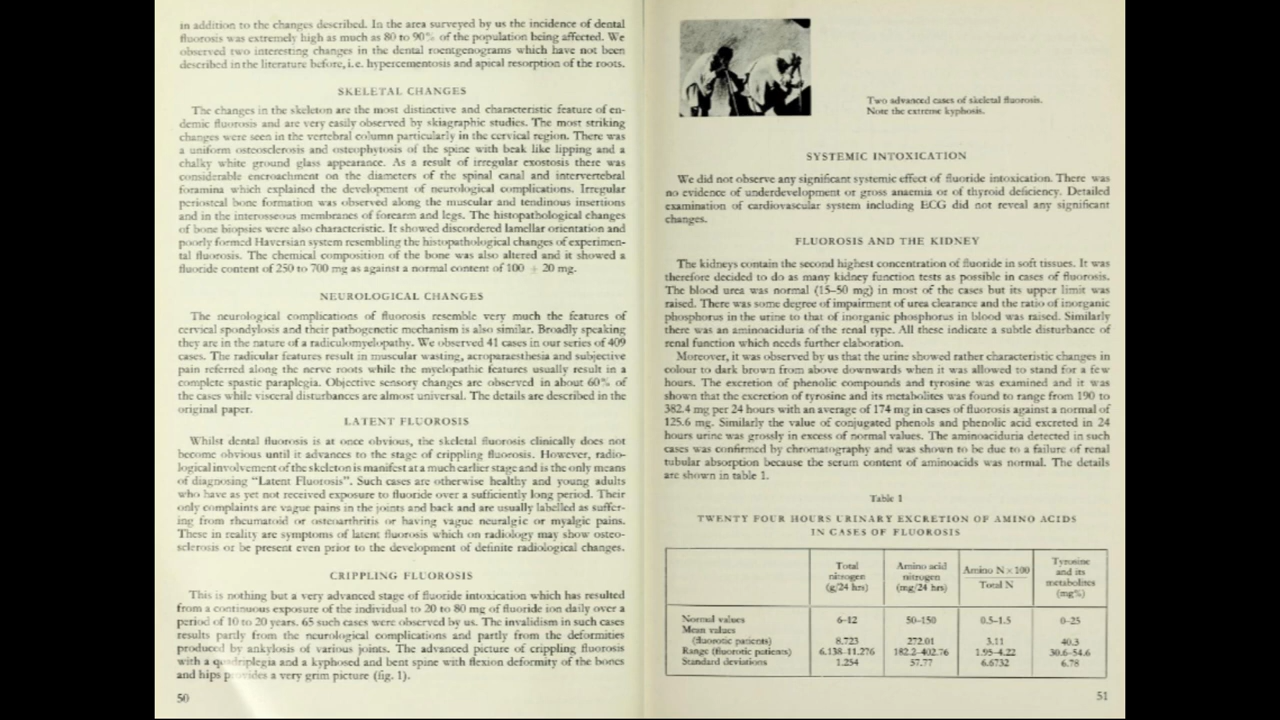 in addition to the changes described. In the area surveyed by us the incidence of dental
fluorosis was extremely high as much as 80 to 90% of the population being affected. We
observed two interesting changes in the dental roentgenograms which have not been
described in the literature before, i.e. hypercementosis and apical resorption of the roots.
SKELETAL CHANGES
The changes in the skeleton are the most distinctive and characteristic feature of en-
demic fluorosis and are very easily observed by skiagraphic studies. The most striking
changes were seen in the vertebral column particularly in the cervical region. There was
a uniform osteosclerosis and osteophytosis of the spine with beak like lipping and a
chalky white ground glass appearance. As a result of irregular exostosis there was
considerable encroachment on the diameters of the spinal canal and intervertebral
foramina which explained the development of neurological complications. Irregular
periosteal bone formation was observed along the muscular and tendinous insertions
and in the interosseous membranes of forearm and legs. The histopathological changes
of bone biopsies were also characteristic. It showed discordered lamellar orientation and
poorly formed Haversian system resembling the histopathological changes of experimen-
tal fluorosis. The chemical composition of the bone was also altered and it showed a
fluoride content of 250 to 700 mg as against a normal content of 100 ± 20 mg.
NEUROLOGICAL CHANGES
The neurological complications of fluorosis resemble very much the features of
cervical spondylosis and their pathogenetic mechanism is also similar. Broadly speaking
they are in the nature of a radiculomyelopathy. We observed 41 cases in our series of 409
cases. The radicular features result in muscular wasting, acroparaesthesia and subjective
pain referred along the nerve roots while the myelopathic features usually result in a
complete spastic paraplegia. Objective sensory changes are observed in about 60% of
the cases while visceral disturbances are almost universal. The details are described in the
original paper.
LATENT FLUOROSIS
Whilst dental fluorosis is at once obvious, the skeletal fluorosis clinically does not
become obvious until it advances to the stage of crippling fluorosis. However, radio-
logical involvement of the skeleton is manifest at a much earlier stage and is the only means
of diagnosing "Latent Fluorosis". Such cases are otherwise healthy and young adults
who have as yet not received exposure to fluoride over a sufficiently long period. Their
only complaints are vague pains in the joints and back and are usually labelled as suffer-
ing from rheumatoid or osteoarthritis or having vague neuralgic or myalgic pains.
These in reality are symptoms of latent fluorosis which on radiology may show osteo-
sclerosis or be present even prior to the development of definite radiological changes.
CRIPPLING FLUOROSIS
This is nothing but a very advanced stage of fluoride intoxication which has resulted
from a continuous exposure of the individual to 20 to 80 mg of fluoride ion daily over a
period of 10 to 20 years. 65 such cases were observed by us. The invalidism in such cases
results partly from the neurological complications and partly from the deformities
produced by ankylosis of various joints. The advanced picture of crippling fluorosis
with a quadriplegia and a kyphosed and bent spine with flexion deformity of the bones
and hips provides a very grim picture (fig. 1).
50
Two advanced cases of skeletal fluorosis.
Note the extreme kyphosis.
SYSTEMIC INTOXICATION
We did not observe any significant systemic effect of fluoride intoxication. There was
no evidence of underdevelopment or gross anaemia or of thyroid deficiency. Detailed
examination of cardiovascular system including ECG did not reveal any significant
changes.
FLUOROSIS AND THE KIDNEY
The kidneys contain the second highest concentration of fluoride in soft tissues. It was
therefore decided to do as many kidney function tests as possible in cases of fluorosis.
The blood urea was normal (15–50 mg) in most of the cases but its upper limit was
raised. There was some degree of impairment of urea clearance and the ratio of inorganic
phosphorus in the urine to that of inorganic phosphorus in blood was raised. Similarly
there was an aminoaciduria of the renal type. All these indicate a subtle disturbance of
renal function which needs further elaboration.
Moreover, it was observed by us that the urine showed rather characteristic changes in
colour to dark brown from above downwards when it was allowed to stand for a few
hours. The excretion of phenolic compounds and tyrosine was examined and it was
shown that the excretion of tyrosine and its metabolites was found to range from 190 to
382.4 mg per 24 hours with an average of 174 mg in cases of fluorosis against a normal of
125.6 mg. Similarly the value of conjugated phenols and phenolic acid excreted in 24
hours urine was grossly in excess of normal values. The aminoaciduria detected in such
cases was confirmed by chromatography and was shown to be due to a failure of renal
tubular absorption because the serum content of aminoacids was normal. The details
are shown in table 1.
Table 1
TWENTY FOUR HOURS URINARY EXCRETION OF AMINO ACIDS
IN CASES OF FLUOROSIS
Total nitrogen (g/24 hrs) Amino acid nitrogen (mg/24 hrs) Amino N × 100 / Total N Tyrosine and its metabolites (mg%)
Normal values 6–12 50–150 0.5–1.5 0–25
Mean values
(fluorotic patients) 8.723 272.01 3.11 40.3
Range (fluorotic patients) 6.138–11.276 182.2–402.76 1.95–4.22 30.6–54.6
Standard deviations 1.254 57.77 6.6732 6.78
51